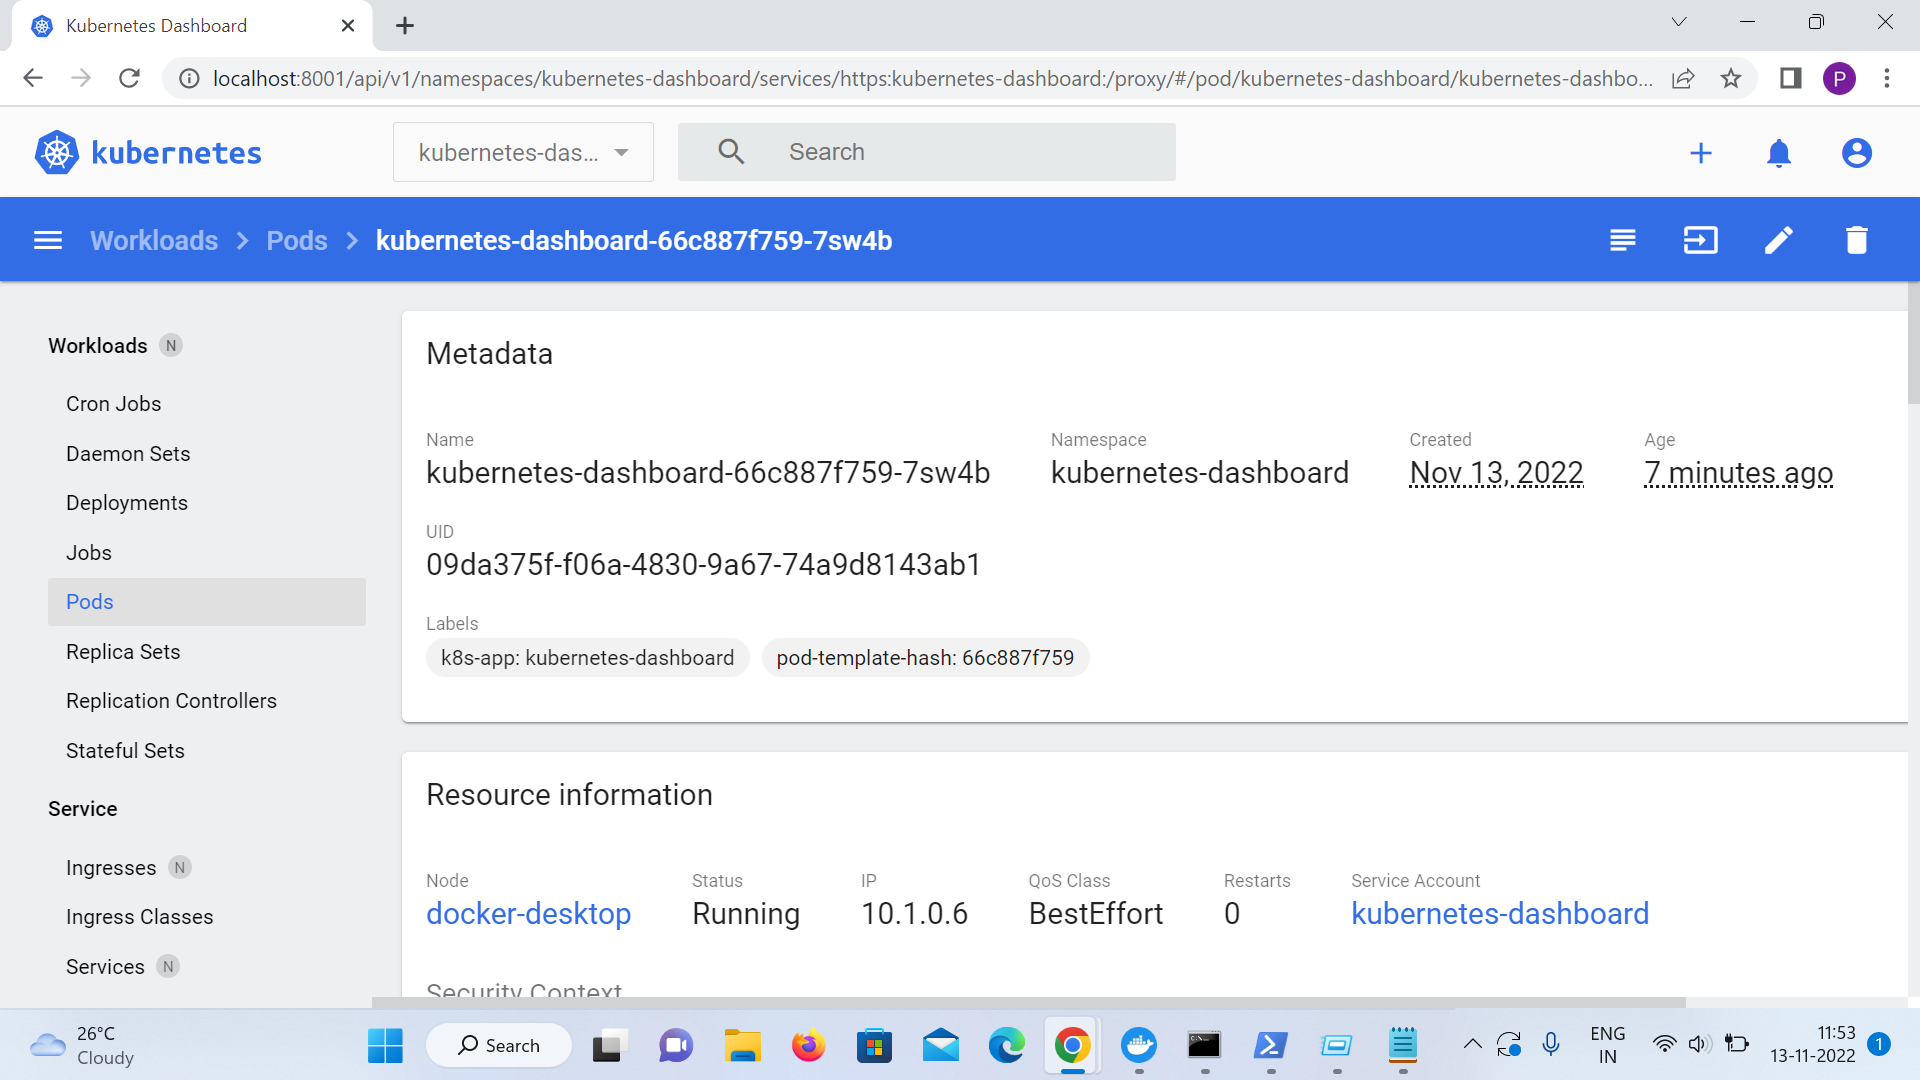 Kubernetes Dashboard
localhost:8001/api/v1/namespaces/kubernetes-dashboard/services/https:kubernetes-dashboard:/proxy/#/pod/kubernetes-dashboard/kubernetes-dashbo...
P
kubernetes
kubernetes-das...
Search
Workloads
Pods
kubernetes-dashboard-66c887f759-7sw4b
Workloads N
Cron Jobs
Daemon Sets
Deployments
Jobs
Pods
Replica Sets
Replication Controllers
Stateful Sets
Service
Ingresses N
Ingress Classes
Services N
Metadata
Name
kubernetes-dashboard-66c887f759-7sw4b
Namespace
kubernetes-dashboard
Created
Nov 13, 2022
Age
7 minutes ago
UID
09da375f-f06a-4830-9a67-74a9d8143ab1
Labels
k8s-app: kubernetes-dashboard
pod-template-hash: 66c887f759
Resource information
Node
docker-desktop
Status
Running
IP
10.1.0.6
QoS Class
BestEffort
Restarts
0
Service Account
kubernetes-dashboard
Security Context
26°C
Cloudy
Search
ENG
IN
11:53
13-11-2022
1